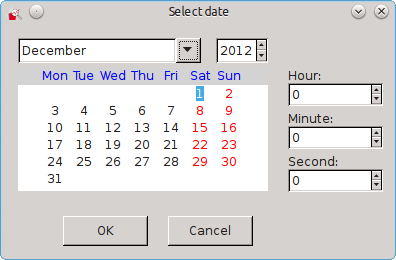 Select date
December 2012
Mon Tue Wed Thu Fri Sat Sun
1 2
3 4 5 6 7 8 9
10 11 12 13 14 15 16
17 18 19 20 21 22 23
24 25 26 27 28 29 30
31
Hour:
0
Minute:
0
Second:
0
OK Cancel